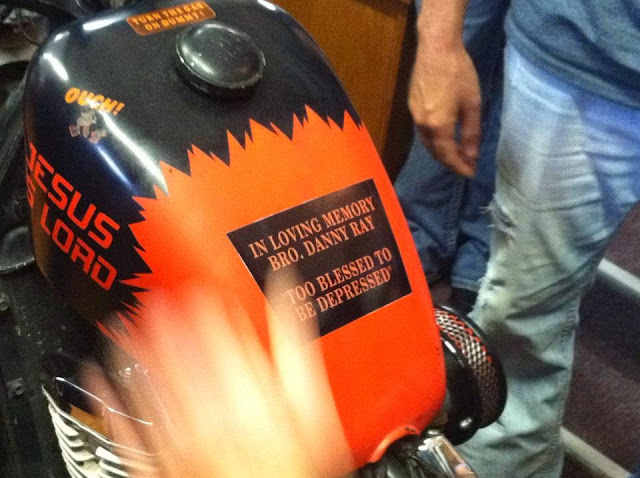 TURN THE GAS
ON DUMMY!
OUCH!
JESUS
IS LORD
IN LOVING MEMORY
BRO. DANNY RAY
"TOO BLESSED TO
BE DEPRESSED"